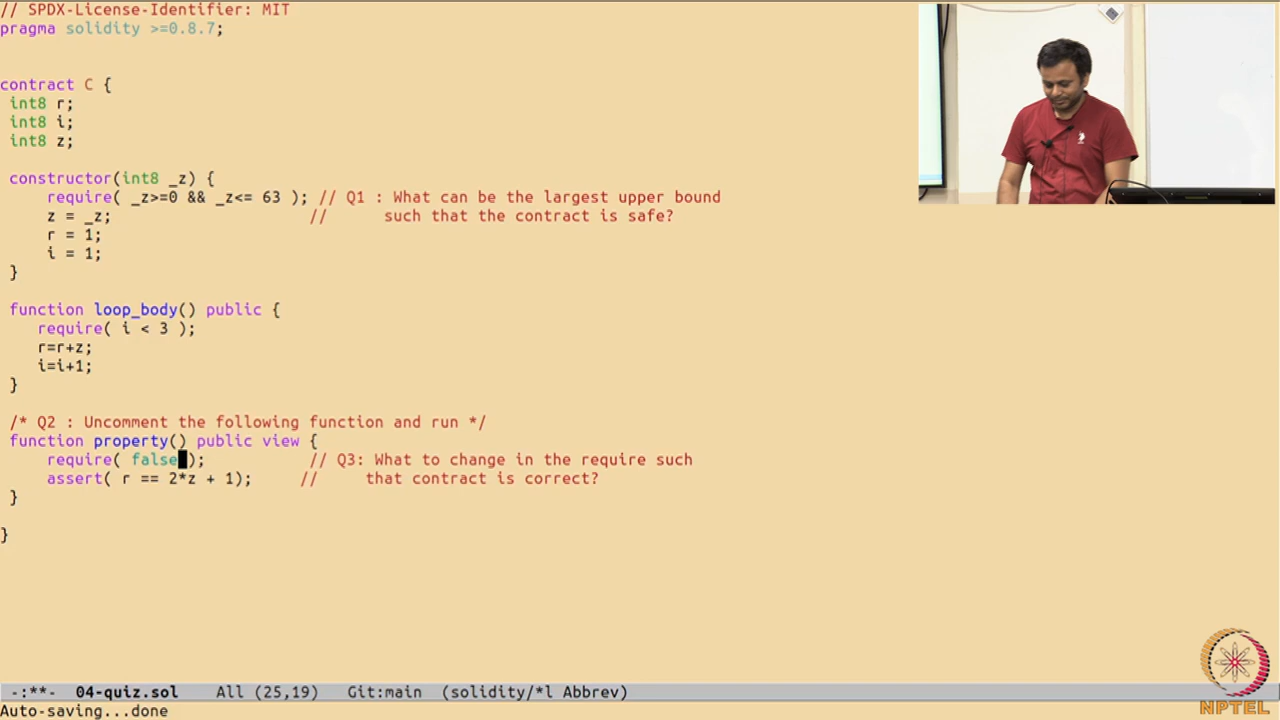 // SPDX-License-Identifier: MIT
pragma solidity >=0.8.7;
contract C {
int8 r;
int8 i;
int8 z;
constructor(int8 _z) {
require( _z>=0 && _z<= 63 ); // Q1 : What can be the largest upper bound
z = _z; // such that the contract is safe?
r = 1;
i = 1;
}
function loop_body() public {
require( i < 3 );
r=r+z;
i=i+1;
}
/* Q2 : Uncomment the following function and run */
function property() public view {
require( false ); // Q3: What to change in the require such
assert( r == 2*z + 1); // that contract is correct?
}
}
-:**- 04-quiz.sol All (25,19) Git:main (solidity/*l Abbrev)
Auto-saving...done
NPTEL